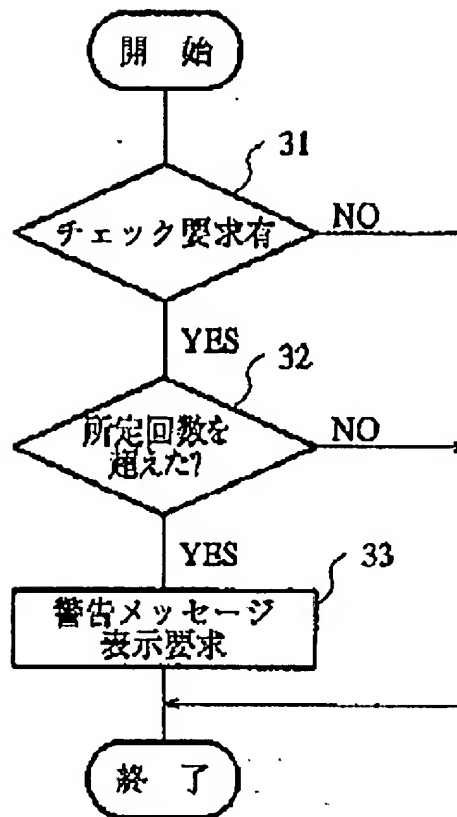 開 始
31
チェック要求有
NO
YES
32
所定回数を
超えた?
NO
YES
33
警告メッセージ
表示要求
終 了